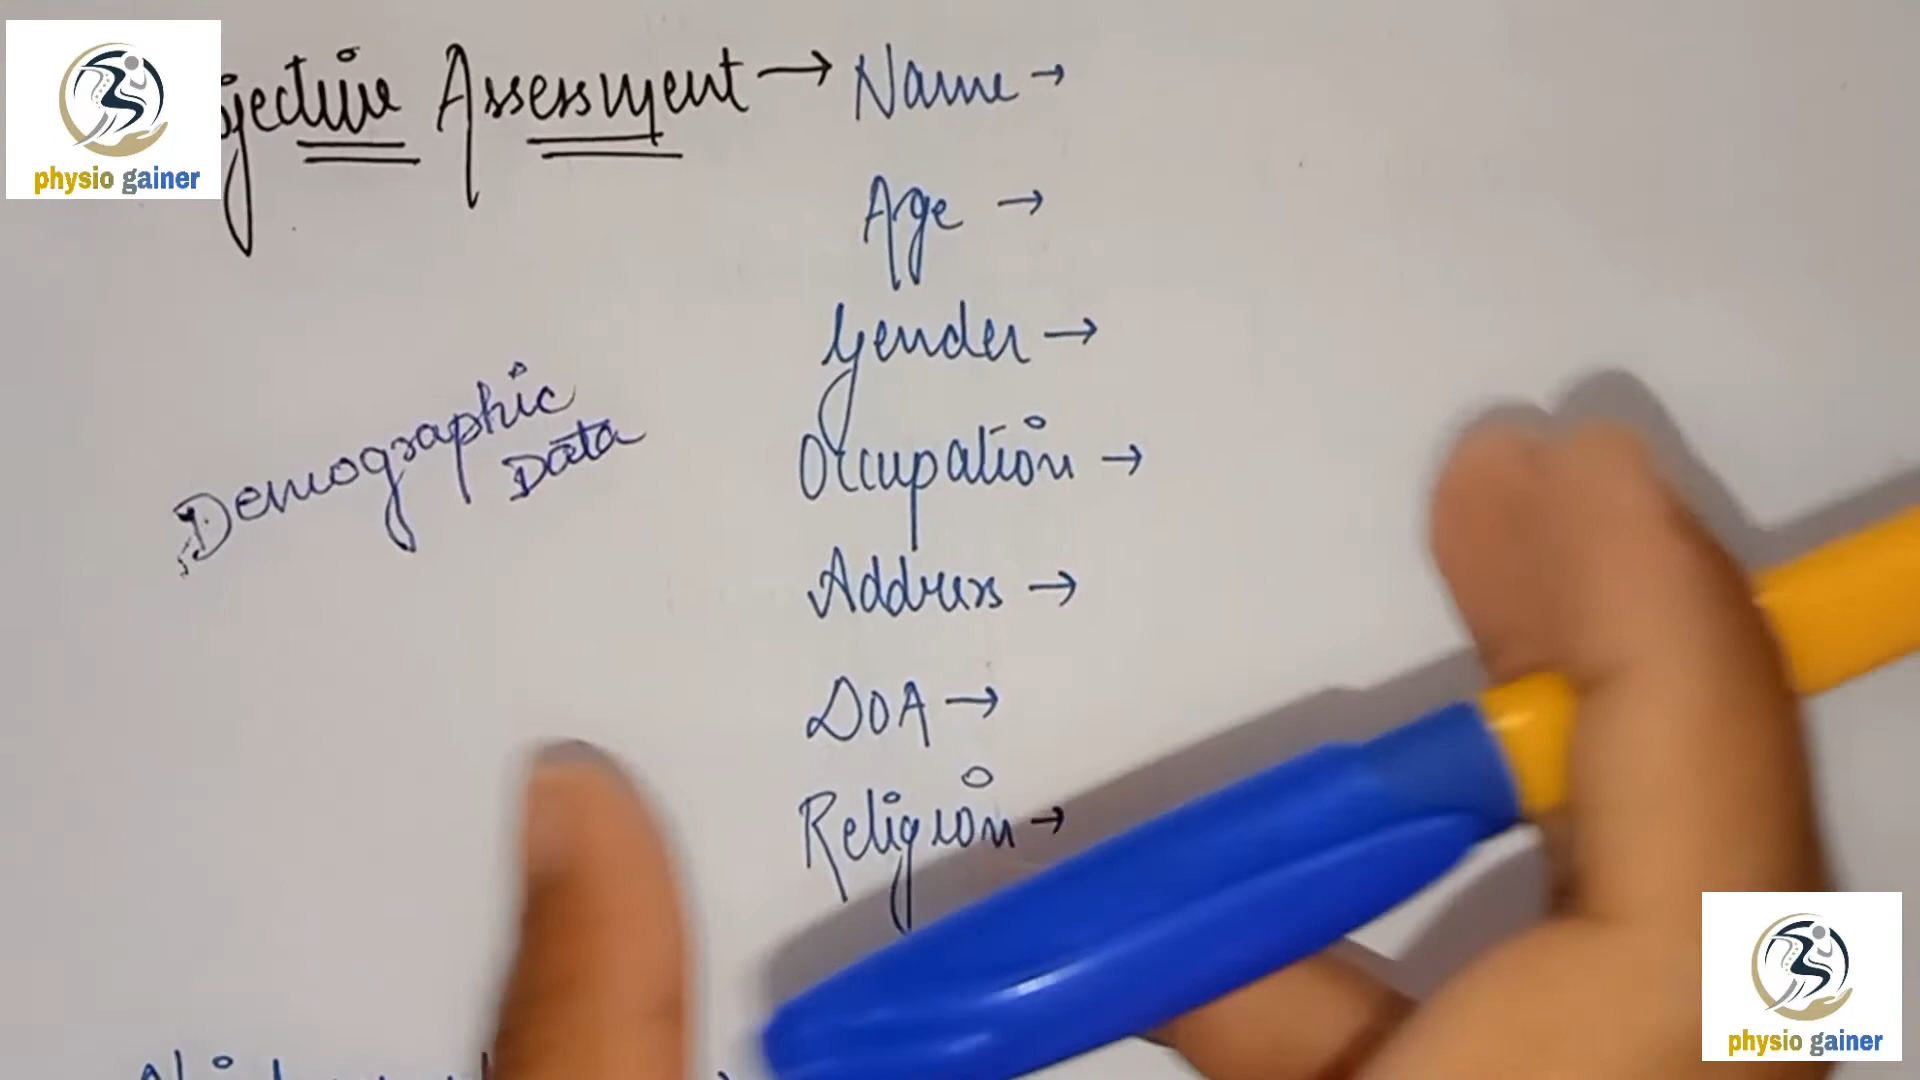 physio gainer
jective Assessment → Name →
Age →
Gender →
Occupation →
Demographic
Data
Address →
DOA →
Religion →
physio gainer